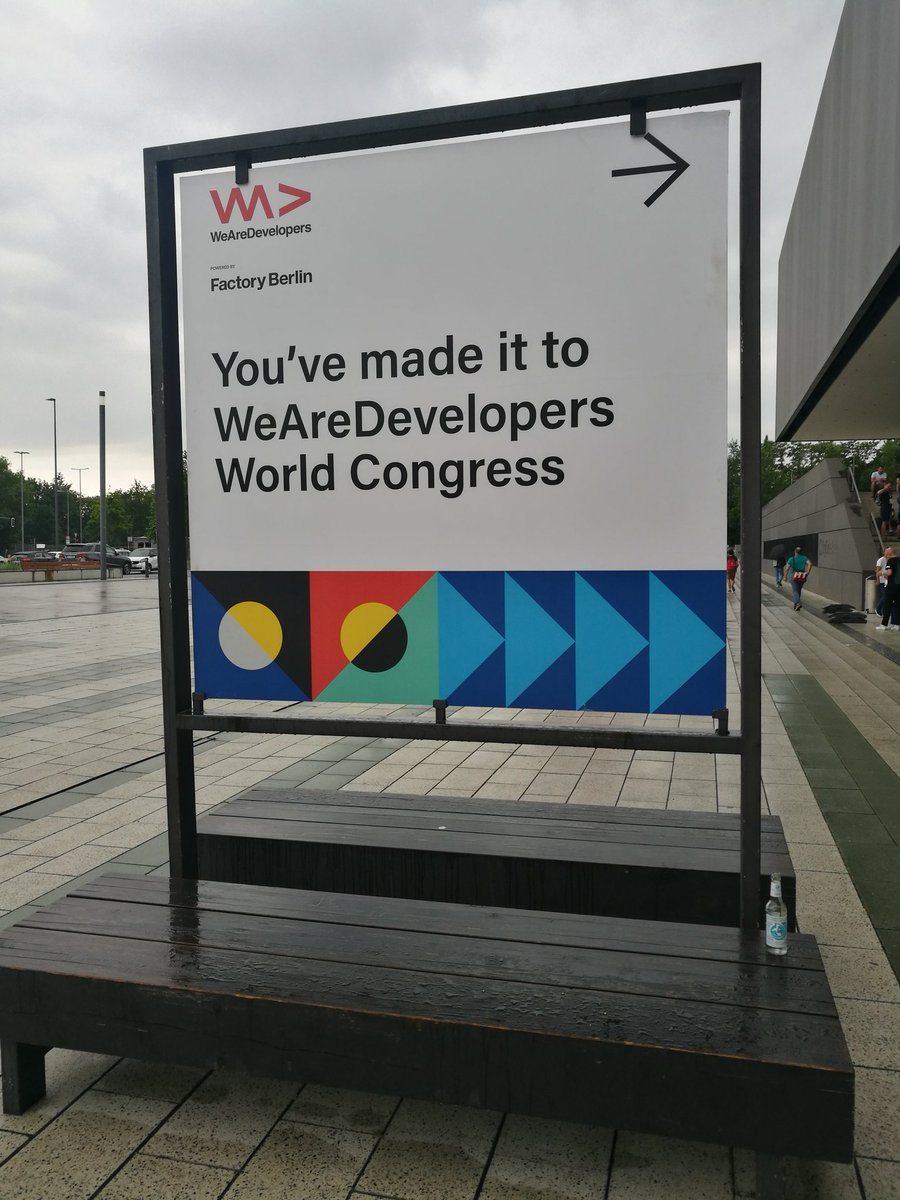 WeAreDevelopers
POWERED BY
Factory Berlin
You've made it to
WeAreDevelopers
World Congress